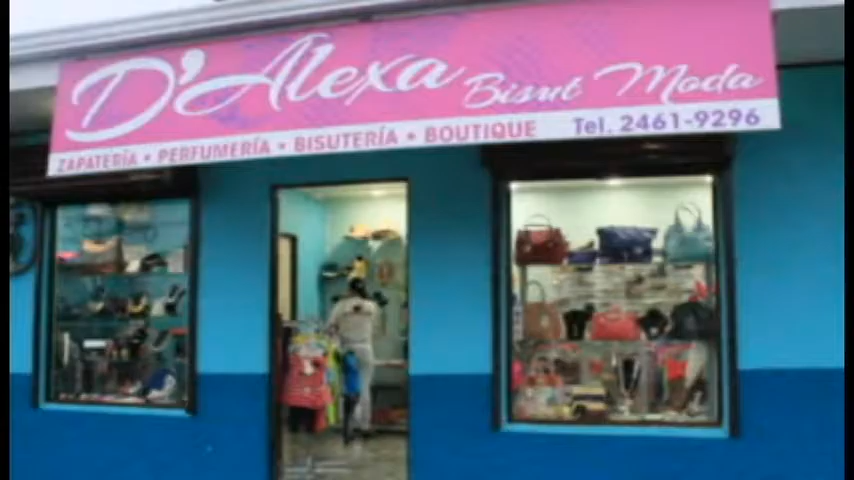 D'Alexa Bisut Moda
ZAPATERÍA • PERFUMERÍA • BISUTERÍA • BOUTIQUE Tel. 2461-9296